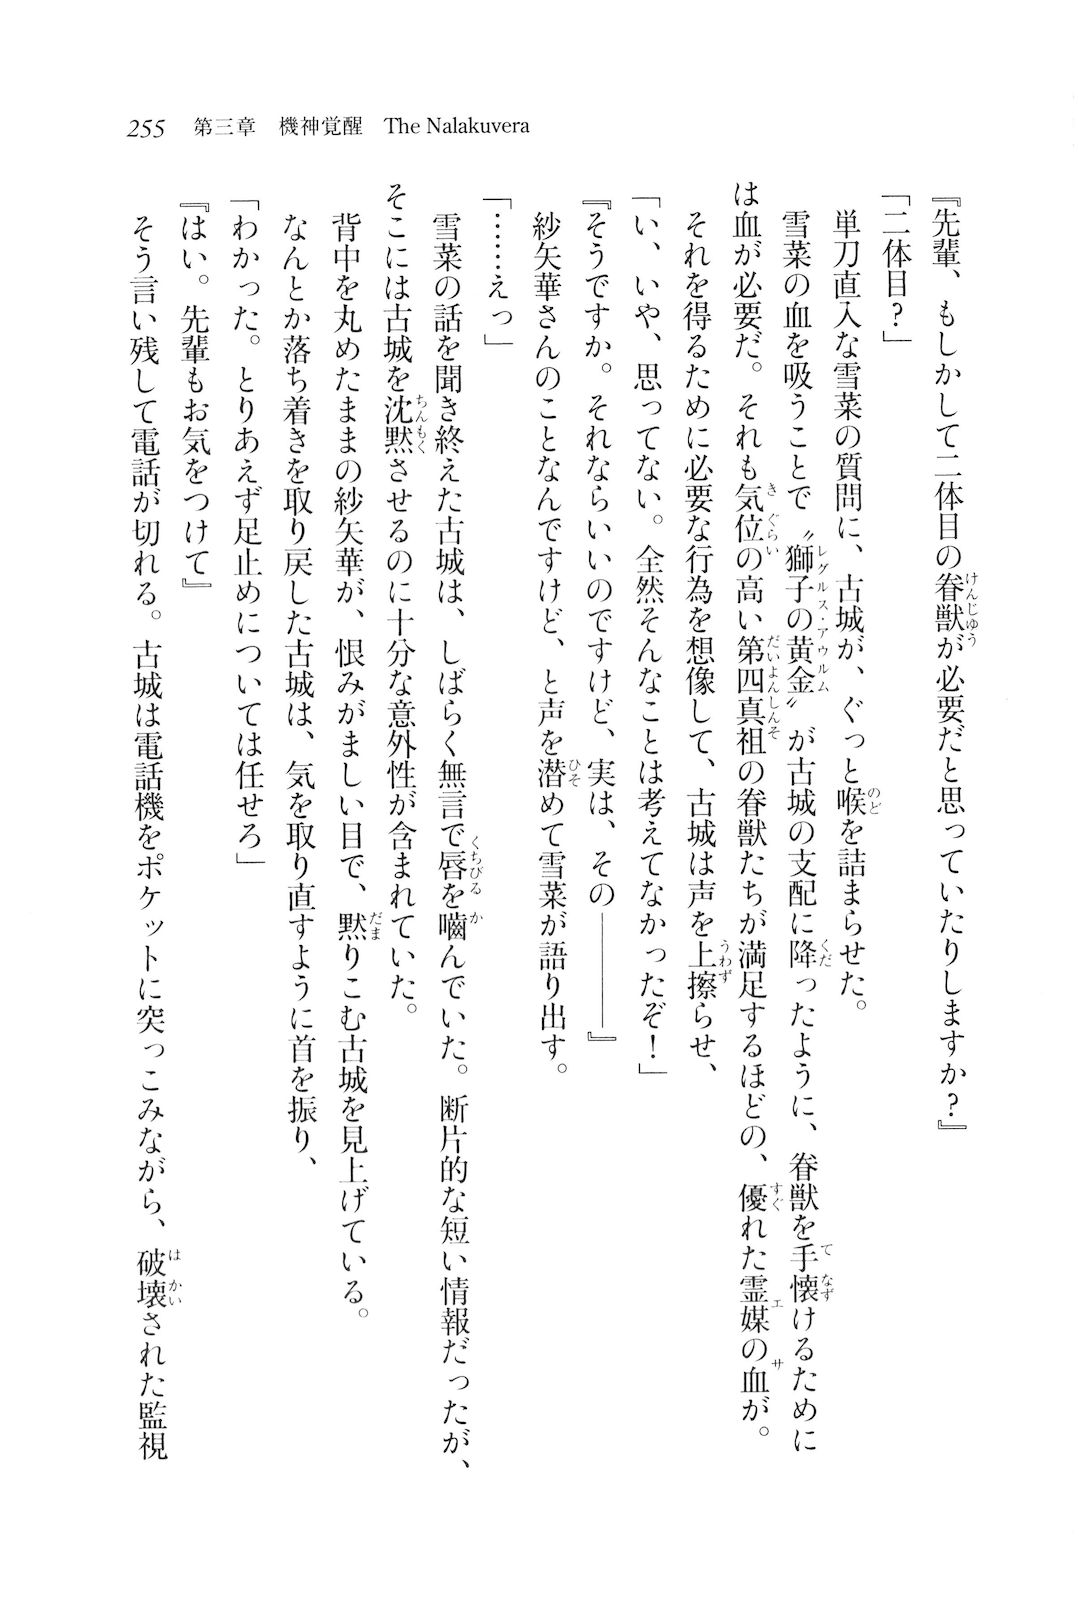 255 第三章　機神覚醒　The Nalakuvera
『先輩、もしかして二体目の眷獣が必要だと思っていたりしますか？』
「二体目？」
　単刀直入な雪菜の質問に、古城が、ぐっと喉を詰まらせた。
　雪菜の血を吸うことで〝獅子の黄金〟が古城の支配に降ったように、眷獣を手懐けるために
は血が必要だ。それも気位の高い第四真祖の眷獣たちが満足するほどの、優れた霊媒の血が。
　それを得るために必要な行為を想像して、古城は声を上擦らせ、
「い、いや、思ってない。全然そんなことは考えてなかったぞ！」
『そうですか。それならいいのですけど、実は、その――――』
　紗矢華さんのことなんですけど、と声を潜めて雪菜が語り出す。
「……えっ」
　雪菜の話を聞き終えた古城は、しばらく無言で唇を嚙んでいた。断片的な短い情報だったが、
そこには古城を沈黙させるのに十分な意外性が含まれていた。
　背中を丸めたままの紗矢華が、恨みがましい目で、黙りこむ古城を見上げている。
　なんとか落ち着きを取り戻した古城は、気を取り直すように首を振り、
「わかった。とりあえず足止めについては任せろ」
『はい。先輩もお気をつけて』
　そう言い残して電話が切れる。古城は電話機をポケットに突っこみながら、破壊された監視